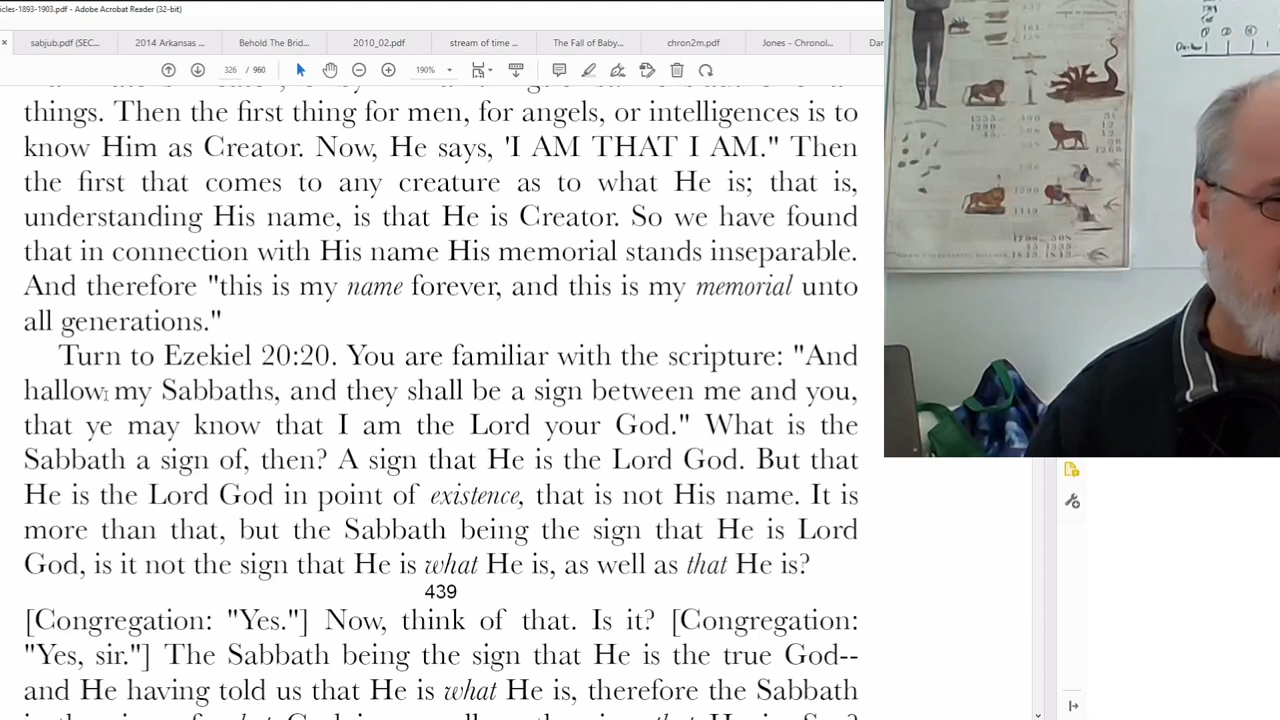 cles-1893-1903.pdf - Adobe Acrobat Reader (32-bit)
sabjub.pdf (SEC... 2014 Arkansas ... Behold The Brid... 2010_02.pdf stream of time ... The Fall of Baby... chron2m.pdf Jones - Chronol... Dar
326 / 960 190%
things. Then the first thing for men, for angels, or intelligences is to
know Him as Creator. Now, He says, 'I AM THAT I AM." Then
the first that comes to any creature as to what He is; that is,
understanding His name, is that He is Creator. So we have found
that in connection with His name His memorial stands inseparable.
And therefore "this is my name forever, and this is my memorial unto
all generations."
Turn to Ezekiel 20:20. You are familiar with the scripture: "And
hallow my Sabbaths, and they shall be a sign between me and you,
that ye may know that I am the Lord your God." What is the
Sabbath a sign of, then? A sign that He is the Lord God. But that
He is the Lord God in point of existence, that is not His name. It is
more than that, but the Sabbath being the sign that He is Lord
God, is it not the sign that He is what He is, as well as that He is?
439
[Congregation: "Yes."] Now, think of that. Is it? [Congregation:
"Yes, sir."] The Sabbath being the sign that He is the true God--
and He having told us that He is what He is, therefore the Sabbath